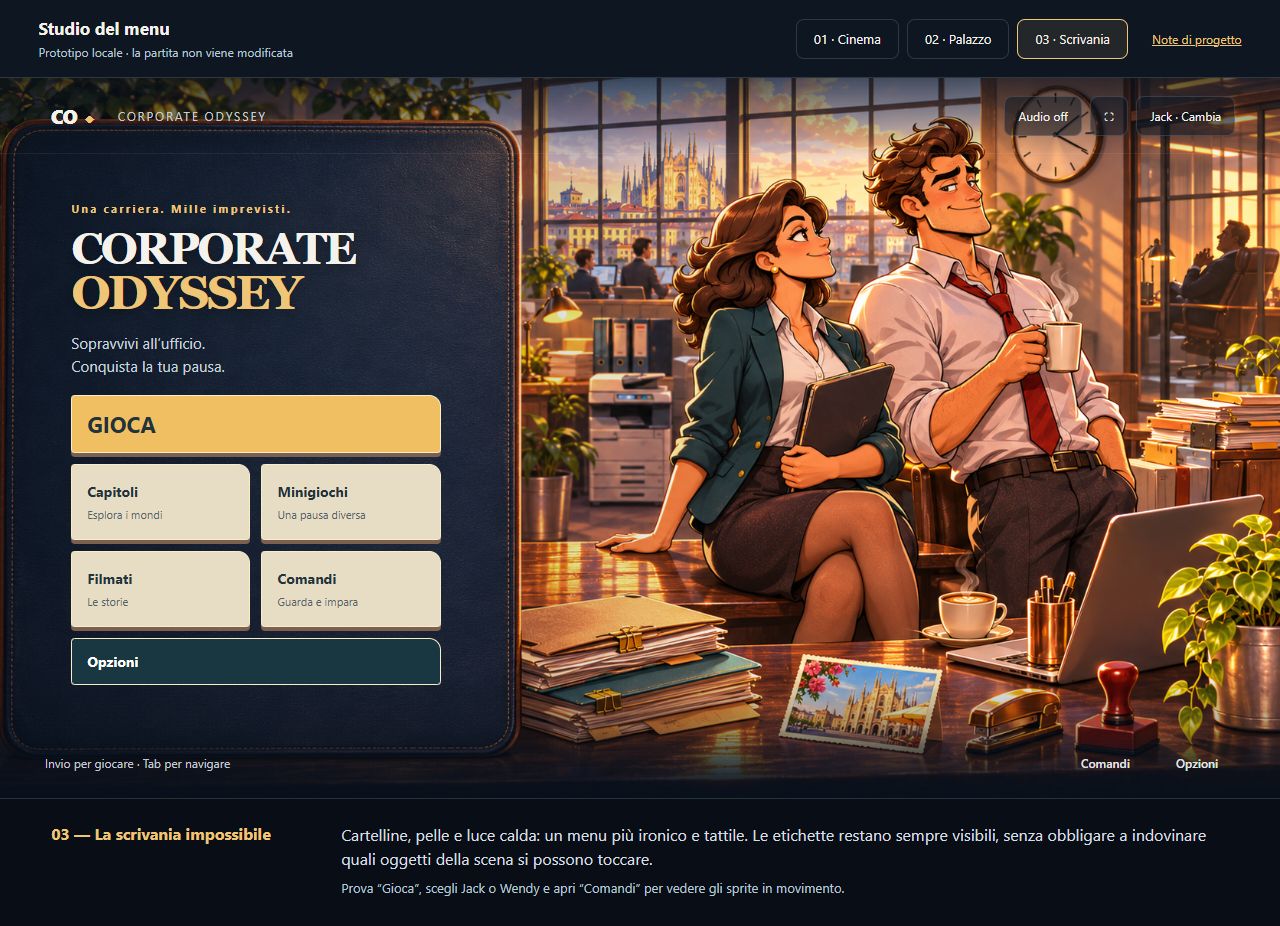 Studio del menu
Prototipo locale · la partita non viene modificata
01 · Cinema
02 · Palazzo
03 · Scrivania
Note di progetto
CO
CORPORATE ODYSSEY
Audio off
Jack · Cambia
Una carriera. Mille imprevisti.
CORPORATE
ODYSSEY
Sopravvivi all’ufficio.
Conquista la tua pausa.
GIOCA
Capitoli
Esplora i mondi
Minigiochi
Una pausa diversa
Filmati
Le storie
Comandi
Guarda e impara
Opzioni
Invio per giocare · Tab per navigare
Comandi
Opzioni
03 — La scrivania impossibile
Cartelline, pelle e luce calda: un menu più ironico e tattile. Le etichette restano sempre visibili, senza obbligare a indovinare
quali oggetti della scena si possono toccare.
Prova “Gioca”, scegli Jack o Wendy e apri “Comandi” per vedere gli sprite in movimento.